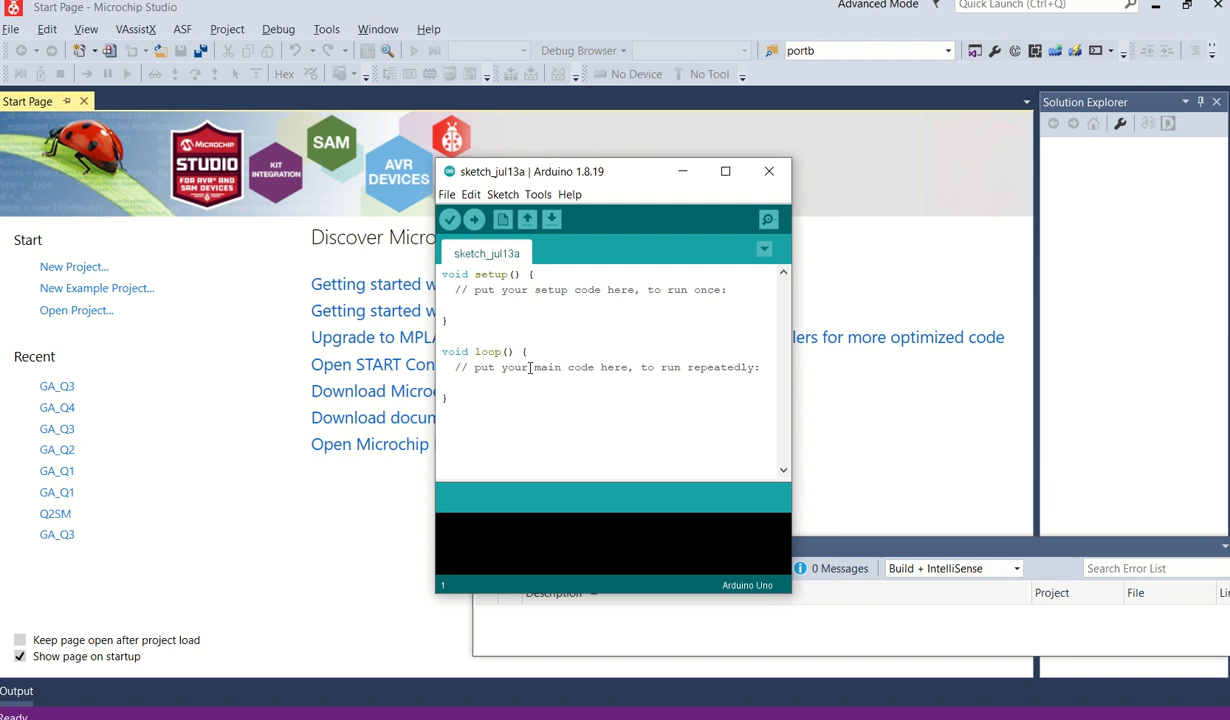 Start Page - Microchip Studio
Advanced Mode
Quick Launch (Ctrl+Q)
File Edit View VAssistX ASF Project Debug Tools Window Help
Debug Browser
portb
Hex
No Device
No Tool
Start Page
Solution Explorer
MICROCHIP
STUDIO
FOR AVR® AND
SAM DEVICES
KIT
INTEGRATION
SAM
AVR
DEVICES
Start
New Project...
New Example Project...
Open Project...
Recent
GA_Q3
GA_Q4
GA_Q3
GA_Q2
GA_Q1
GA_Q1
Q2SM
GA_Q3
Keep page open after project load
Show page on startup
Discover Micro
Getting started w
Getting started w
Upgrade to MPL
lers for more optimized code
Open START Con
Download Micro
Download docum
Open Microchip
sketch_jul13a | Arduino 1.8.19
File Edit Sketch Tools Help
sketch_jul13a
void setup() {
// put your setup code here, to run once:
}
void loop() {
// put your main code here, to run repeatedly:
}
1
Arduino Uno
0 Messages
Build + IntelliSense
Search Error List
Description
Project
File
Li
Output
Ready